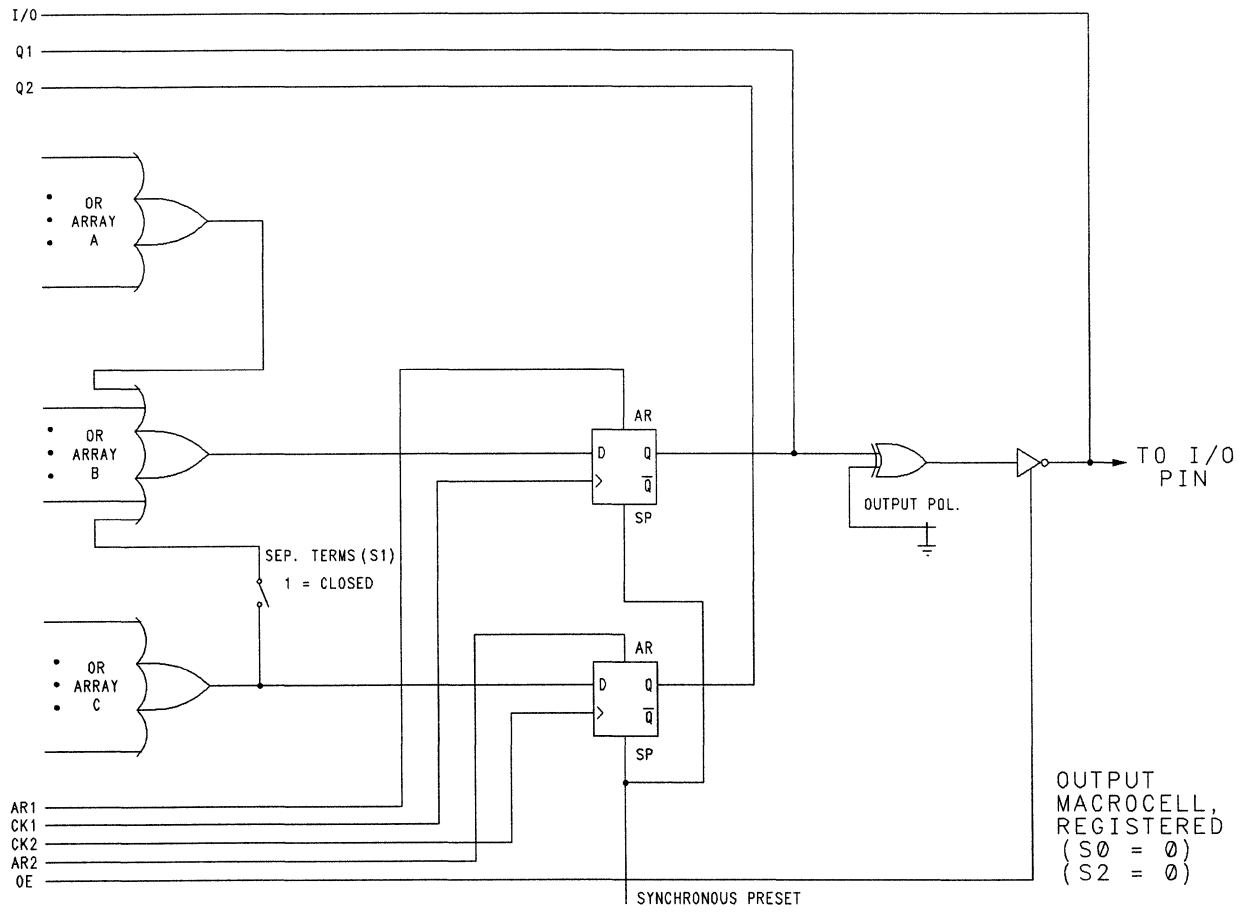 I/O
Q1
Q2
OR
ARRAY
A
OR
ARRAY
B
AR
D Q
Q̅
SP
OUTPUT POL.
TO I/O
PIN
SEP. TERMS (S1)
1 = CLOSED
OR
ARRAY
C
AR
D Q
Q̅
SP
AR1
CK1
CK2
AR2
OE
SYNCHRONOUS PRESET
OUTPUT
MACROCELL,
REGISTERED
(S0 = 0)
(S2 = 0)